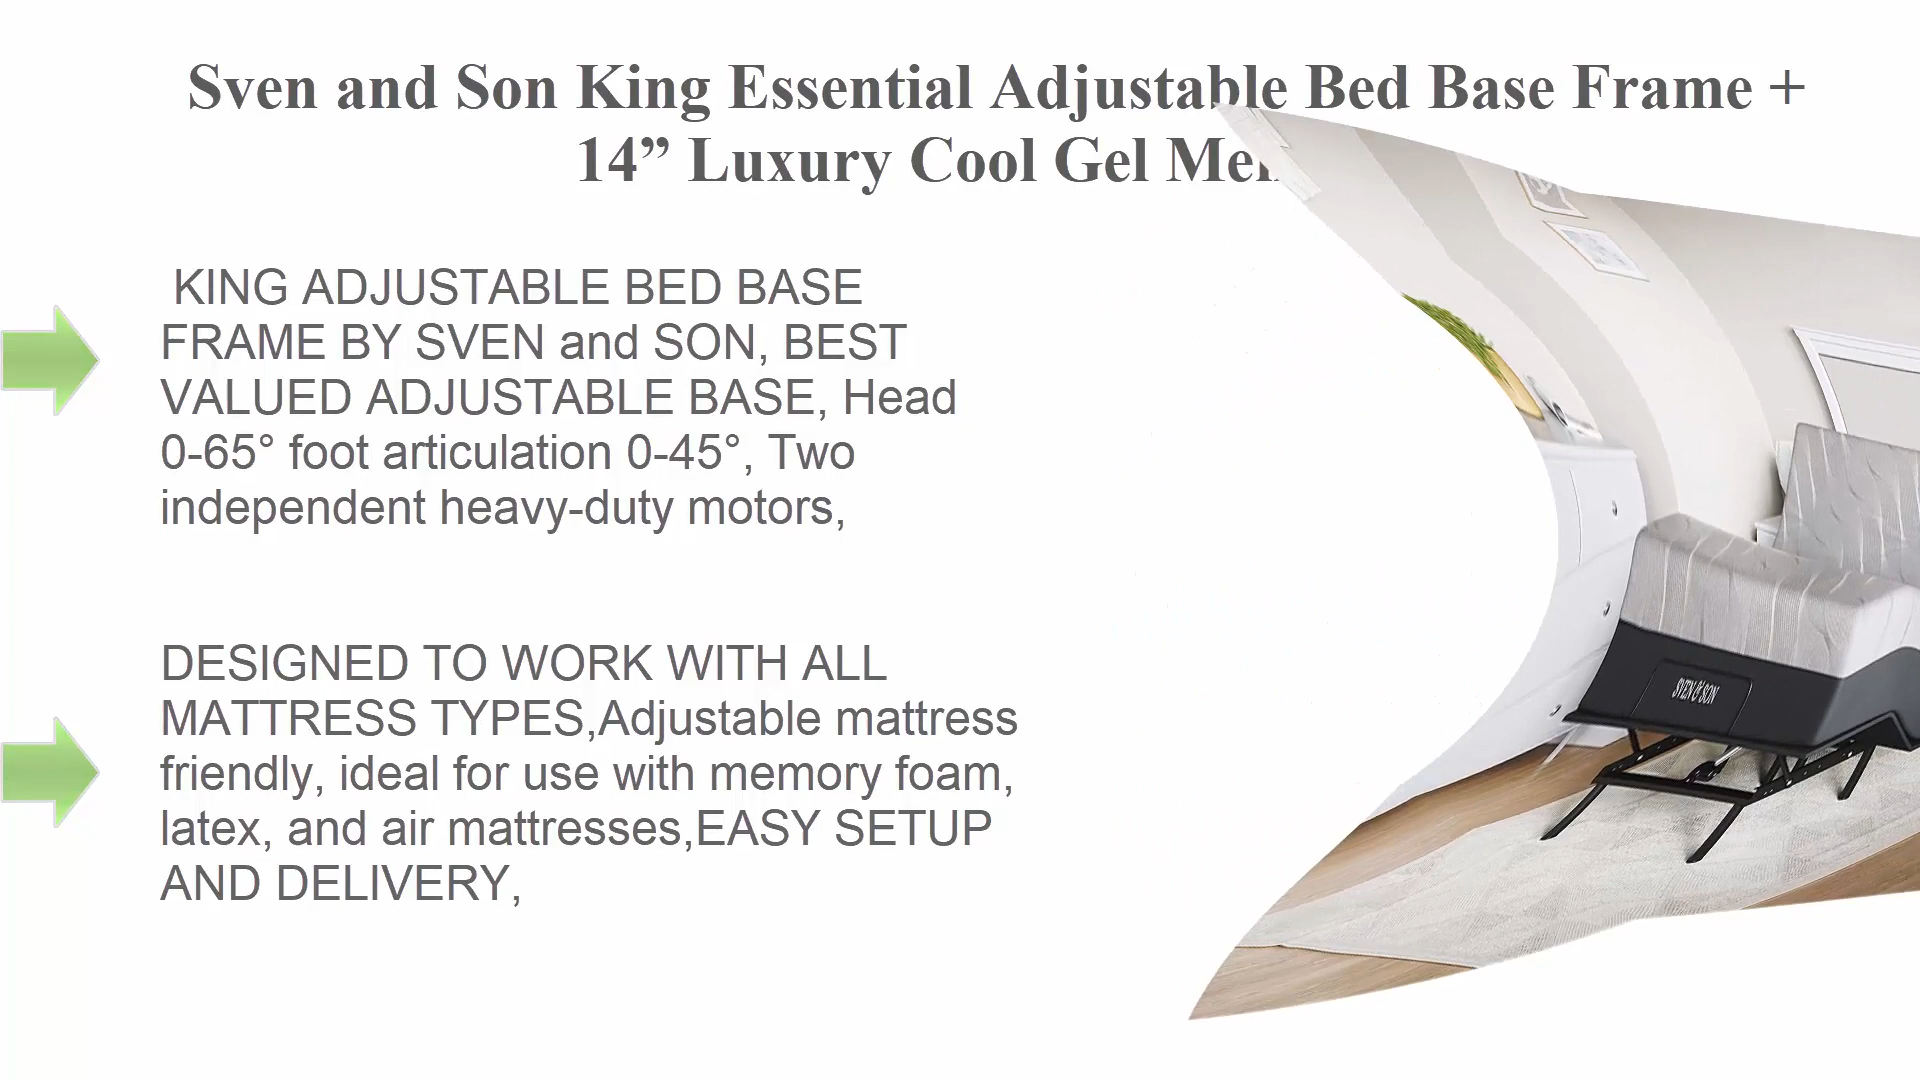 Sven and Son King Essential Adjustable Bed Base Frame +
14” Luxury Cool Gel
KING ADJUSTABLE BED BASE
FRAME BY SVEN and SON, BEST
VALUED ADJUSTABLE BASE, Head
0-65° foot articulation 0-45°, Two
independent heavy-duty motors,
DESIGNED TO WORK WITH ALL
MATTRESS TYPES,Adjustable mattress
friendly, ideal for use with memory foam,
latex, and air mattresses,EASY SETUP
AND DELIVERY,
SVEN & SON